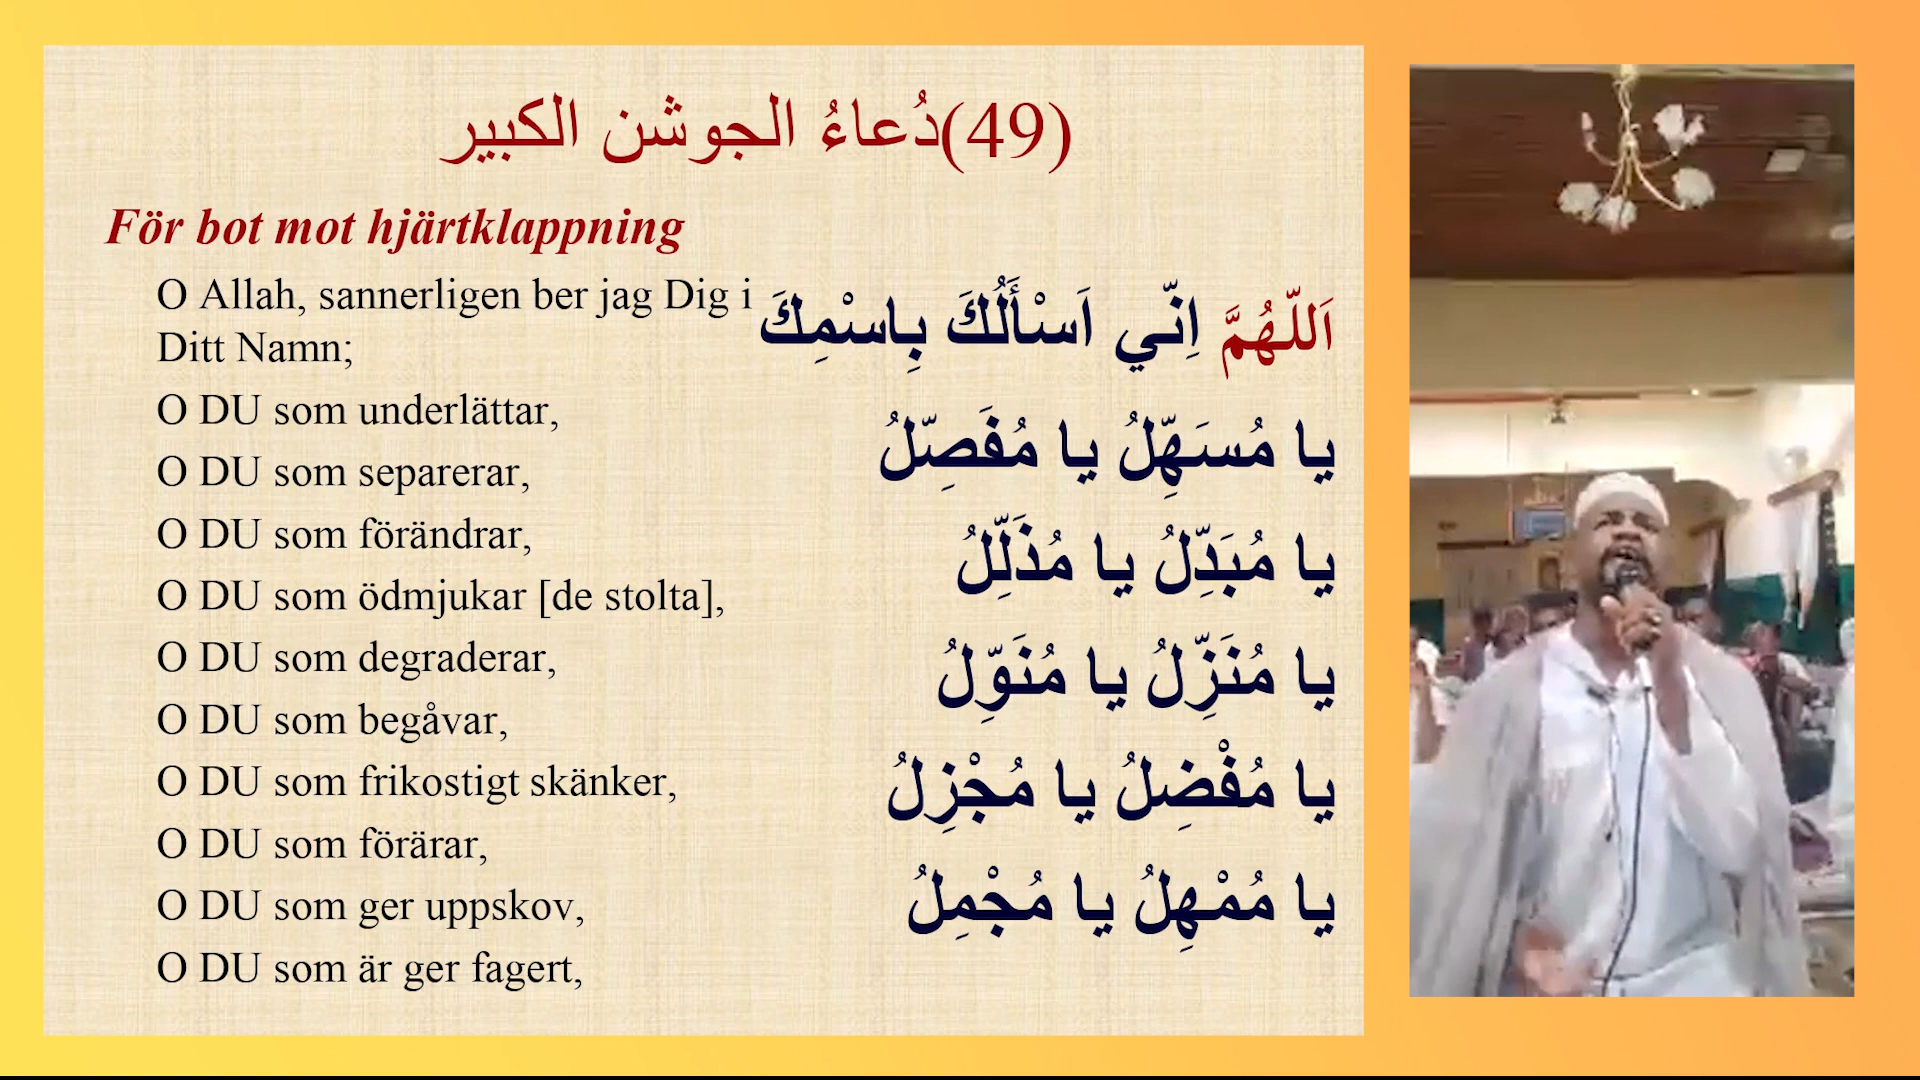 (49)دُعاءُ الجوشن الكبير
För bot mot hjärtklappning
O Allah, sannerligen ber jag Dig i
Ditt Namn;
O DU som underlättar,
O DU som separerar,
O DU som förändrar,
O DU som ödmjukar [de stolta],
O DU som degraderar,
O DU som begåvar,
O DU som frikostigt skänker,
O DU som förärar,
O DU som ger uppskov,
O DU som är ger fagert,
اَللّهُمَّ اِنّي اَسْأَلُكَ بِاسْمِكَ
يا مُسَهِّلُ يا مُفَصِّلُ
يا مُبَدِّلُ يا مُذَلِّلُ
يا مُنَزِّلُ يا مُنَوِّلُ
يا مُفْضِلُ يا مُجْزِلُ
يا مُمْهِلُ يا مُجْمِلُ